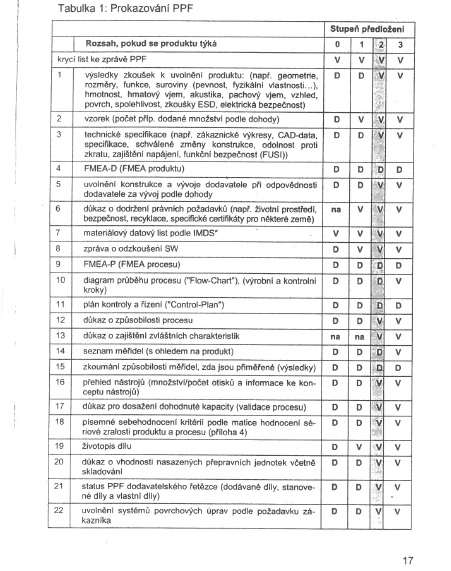 Tabulka 1: Prokazování PPF
Stupeň předložení
Rozsah, pokud se produktu týká 0 1 2 3
krycí list ke zprávě PPF V V V V
1 výsledky zkoušek k uvolnění produktu: (např. geometrie, D D V V
rozměry, funkce, suroviny (pevnost, fyzikální vlastnosti...),
hmotnost, hmatový vjem, akustika, pachový vjem, vzhled,
povrch, spolehlivost, zkoušky ESD, elektrická bezpečnost)
2 vzorek (počet příp. dodané množství podle dohody) D V V V
3 technické specifikace (např. zákaznické výkresy, CAD-data, D D V V
specifikace, schválené změny konstrukce, odolnost proti
zkratu, zajištění napájení, funkční bezpečnost (FUSI))
4 FMEA-D (FMEA produktu) D D D D
5 uvolnění konstrukce a vývoje dodavatele při odpovědnosti D D V V
dodavatele za vývoj podle dohody
6 důkaz o dodržení právních požadavků (např. životní prostředí, na V V V
bezpečnost, recyklace, specifické certifikáty pro některé země)
7 materiálový datový list podle IMDS* V V V V
8 zpráva o odzkoušení SW D V V V
9 FMEA-P (FMEA procesu) D D D D
10 diagram průběhu procesu ("Flow-Chart"), (výrobní a kontrolní D D D V
kroky)
11 plán kontroly a řízení ("Control-Plan") D D D D
12 důkaz o způsobilosti procesu D D V V
13 důkaz o zajištění zvláštních charakteristik na na V V
14 seznam měřidel (s ohledem na produkt) D D D V
15 zkoumání způsobilosti měřidel, zda jsou přiměřené (výsledky) D D D D
16 přehled nástrojů (množství/počet otisků a informace ke kon- D D V V
ceptu nástrojů)
17 důkaz pro dosažení dohodnuté kapacity (validace procesu) D D V V
18 písemné sebehodnocení kritérií podle matice hodnocení sé- D D V V
riové zralosti produktu a procesu (příloha 4)
19 životopis dílu D V V V
20 důkaz o vhodnosti nasazených přepravních jednotek včetně D D V V
skladování
21 status PPF dodavatelského řetězce (dodávané díly, stanove- D D V V
né díly a vlastní díly)
22 uvolnění systémů povrchových úprav podle požadavku zá- D D V V
kazníka
17